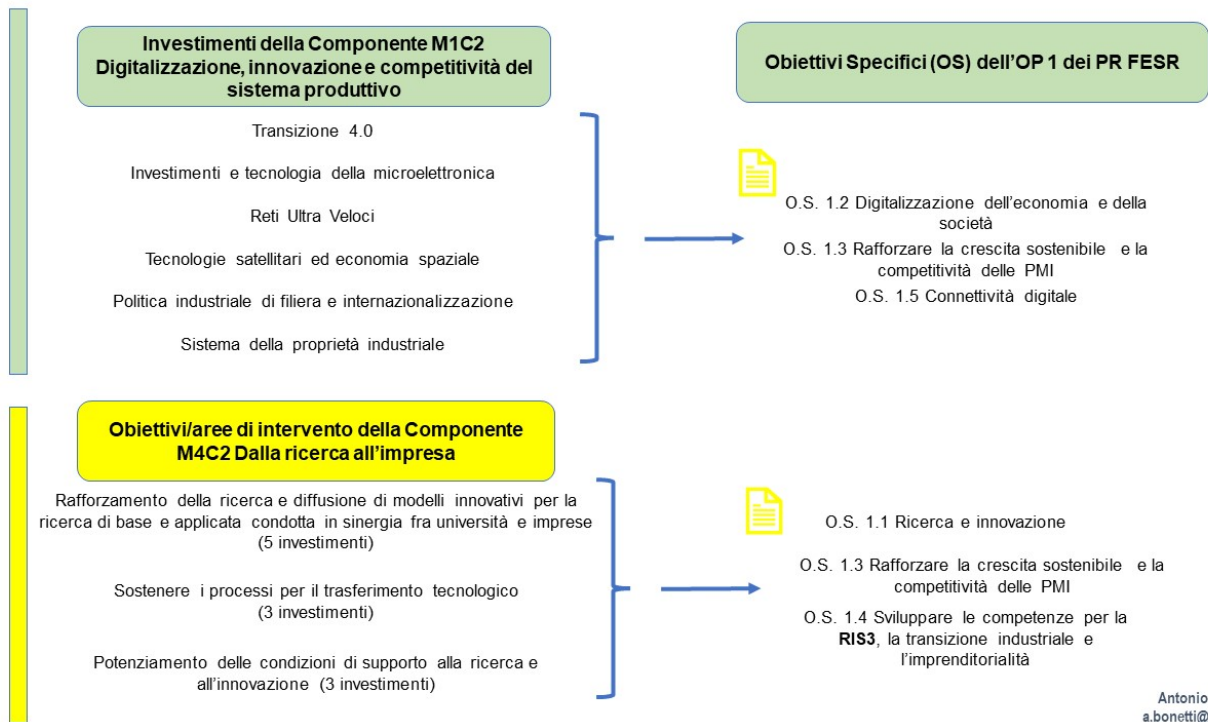 Investimenti della Componente M1C2
Digitalizzazione, innovazione e competitività del
sistema produttivo
Transizione 4.0
Investimenti e tecnologia della microelettronica
Reti Ultra Veloci
Tecnologie satellitari ed economia spaziale
Politica industriale di filiera e internazionalizzazione
Sistema della proprietà industriale
Obiettivi Specifici (OS) dell'OP 1 dei PR FESR
O.S. 1.2 Digitalizzazione dell'economia e della
società
O.S. 1.3 Rafforzare la crescita sostenibile e la
competitività delle PMI
O.S. 1.5 Connettività digitale
Obiettivi/aree di intervento della Componente
M4C2 Dalla ricerca all'impresa
Rafforzamento della ricerca e diffusione di modelli innovativi per la
ricerca di base e applicata condotta in sinergia fra università e imprese
(5 investimenti)
Sostenere i processi per il trasferimento tecnologico
(3 investimenti)
Potenziamento delle condizioni di supporto alla ricerca e
all'innovazione (3 investimenti)
O.S. 1.1 Ricerca e innovazione
O.S. 1.3 Rafforzare la crescita sostenibile e la
competitività delle PMI
O.S. 1.4 Sviluppare le competenze per la
RIS3, la transizione industriale e
l'imprenditorialità
Antonio
a.bonetti@